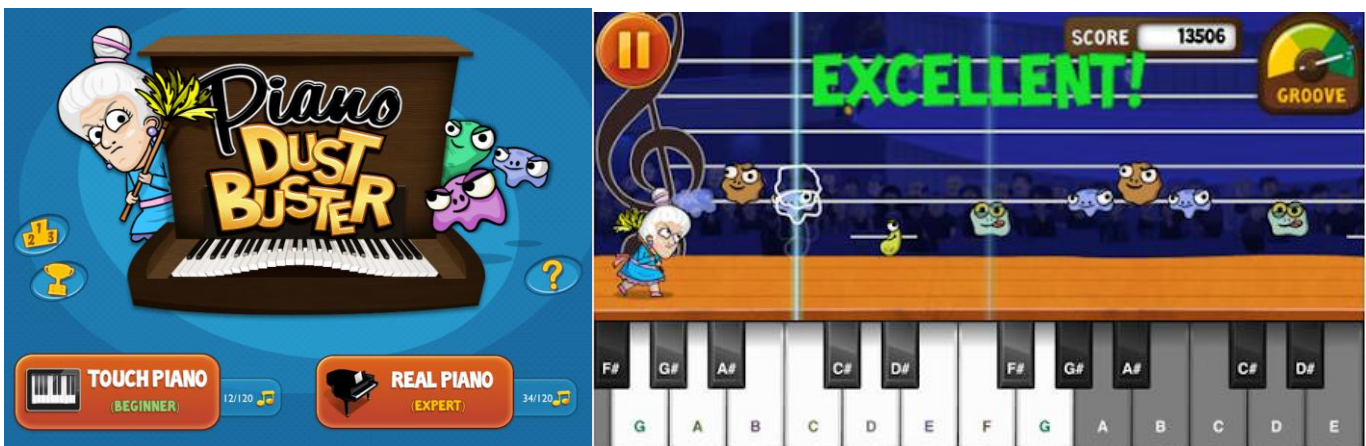 Piano
DUST
BUSTER
1
2 3
?
TOUCH PIANO
(BEGINNER)
12/120
REAL PIANO
(EXPERT)
34/120
SCORE 13506
EXCELLENT!
GROOVE
F# G# A# C# D# F# G# A# C# D#
G A B C D E F G A B C D E